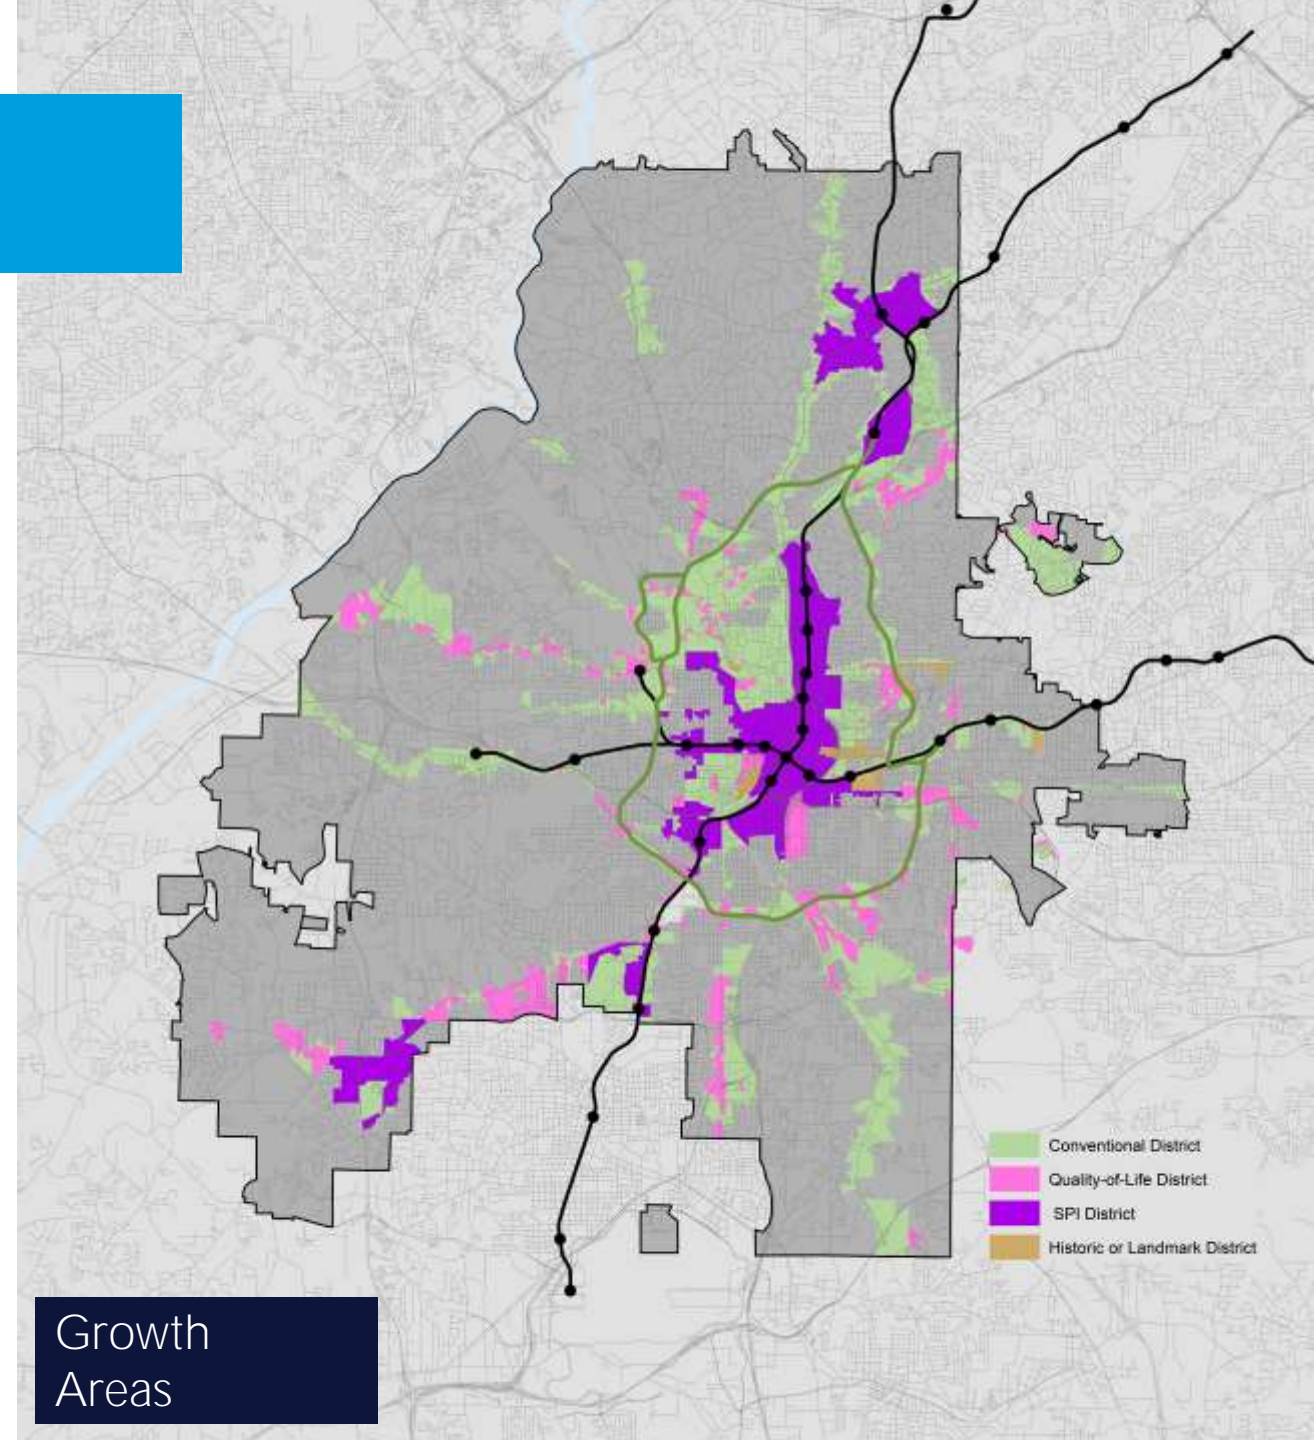 Conventional District
Quality-of-Life District
SPI District
Historic or Landmark District
Growth
Areas